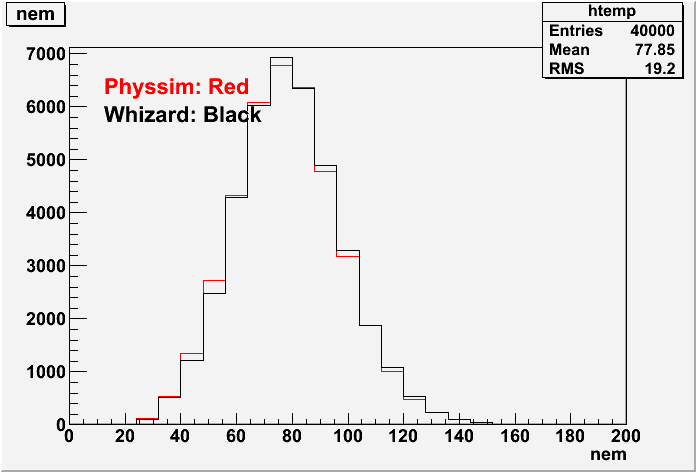 nem
htemp
Entries 40000
Mean 77.85
RMS 19.2
Physsim: Red
Whizard: Black
7000
6000
5000
4000
3000
2000
1000
0
0 20 40 60 80 100 120 140 160 180 200
nem